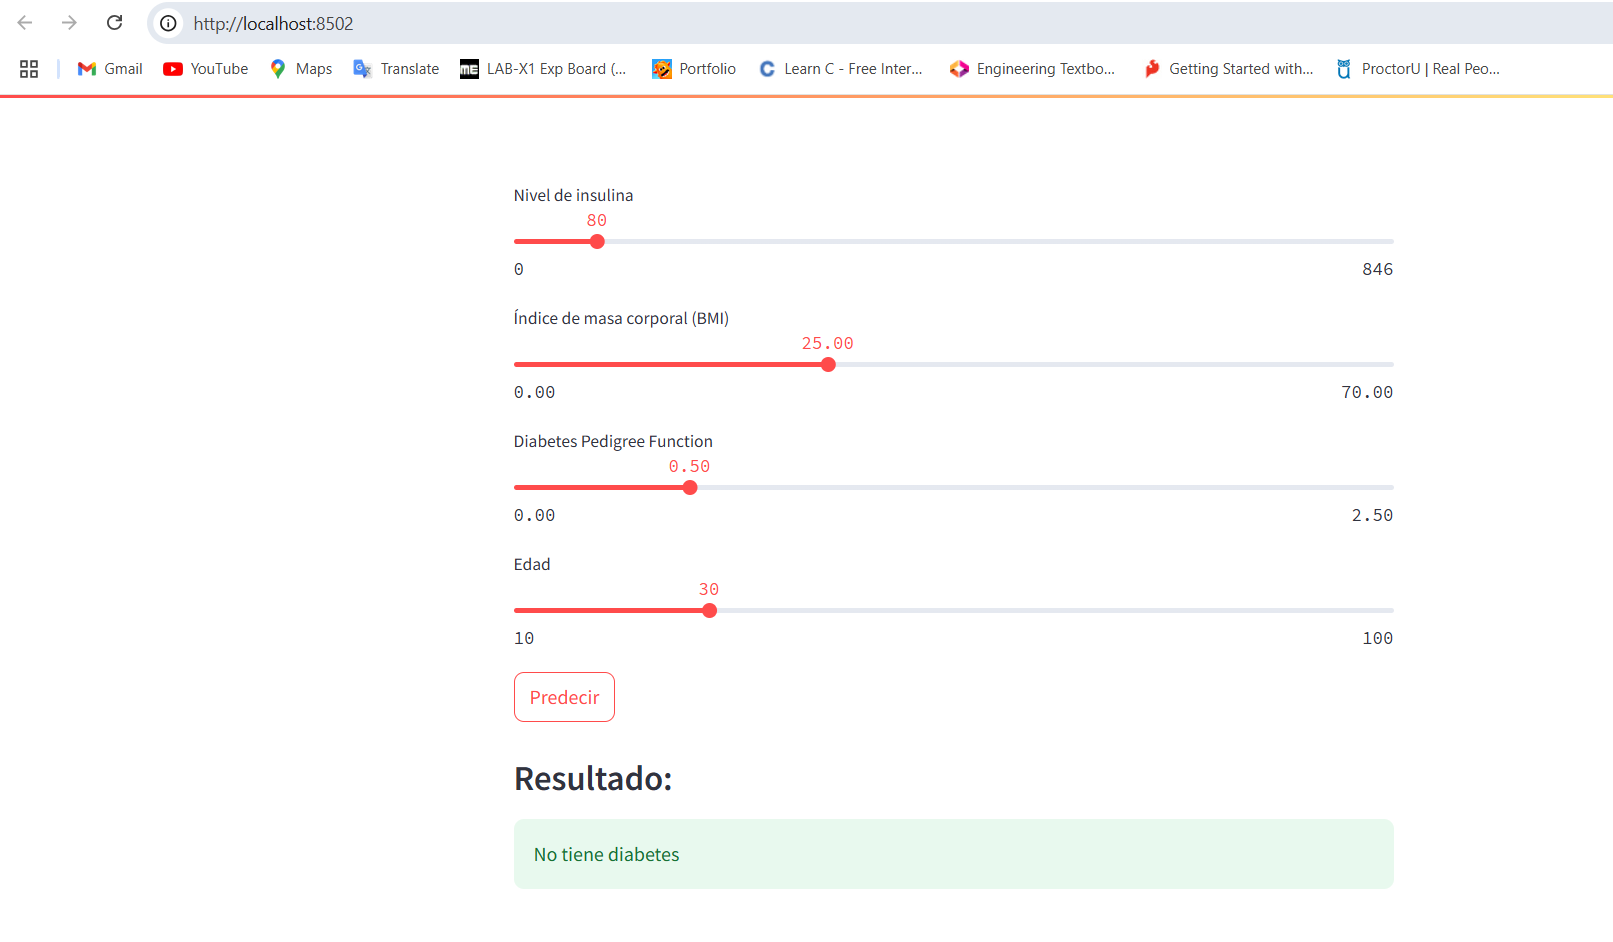 http://localhost:8502
Gmail YouTube Maps Translate LAB-X1 Exp Board (... Portfolio Learn C - Free Inter... Engineering Textbo... Getting Started with... ProctorU | Real Peo...
Nivel de insulina
80
0 846
Índice de masa corporal (BMI)
25.00
0.00 70.00
Diabetes Pedigree Function
0.50
0.00 2.50
Edad
30
10 100
Predecir
Resultado:
No tiene diabetes